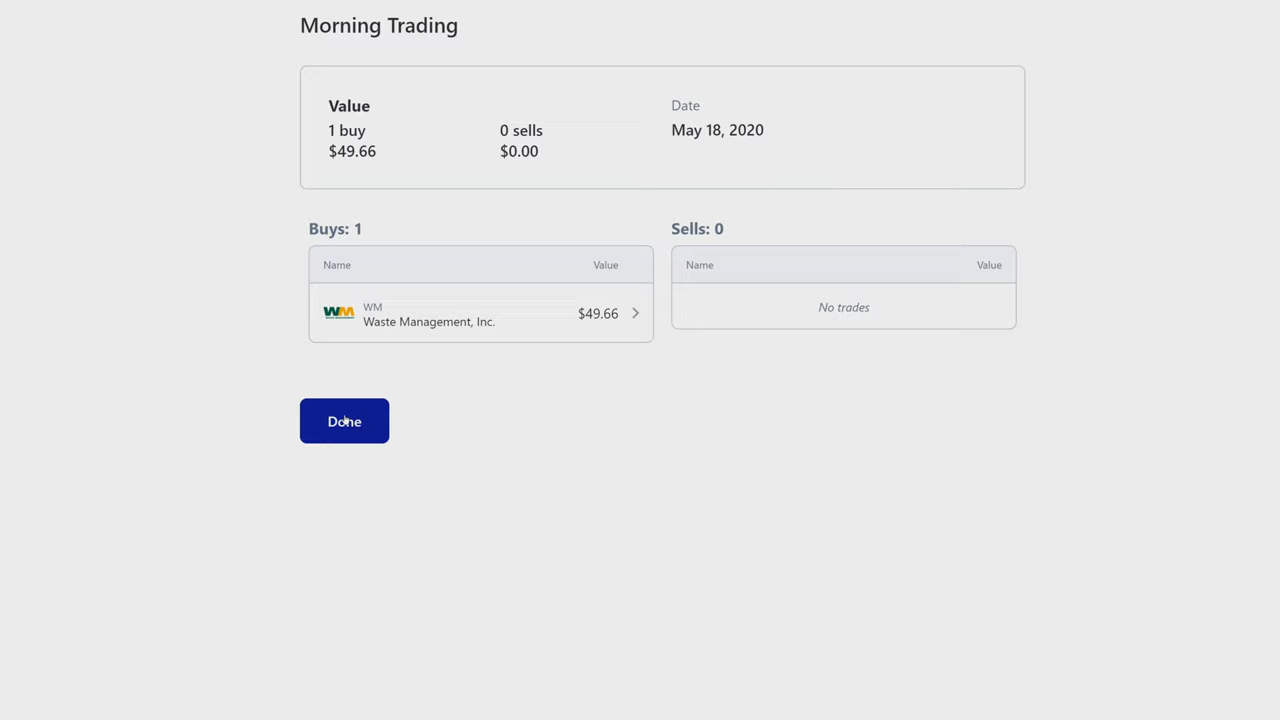 Morning Trading
Value
1 buy
$49.66
0 sells
$0.00
Date
May 18, 2020
Buys: 1
Name Value
WM
WM
Waste Management, Inc.
$49.66
Sells: 0
Name Value
No trades
Done